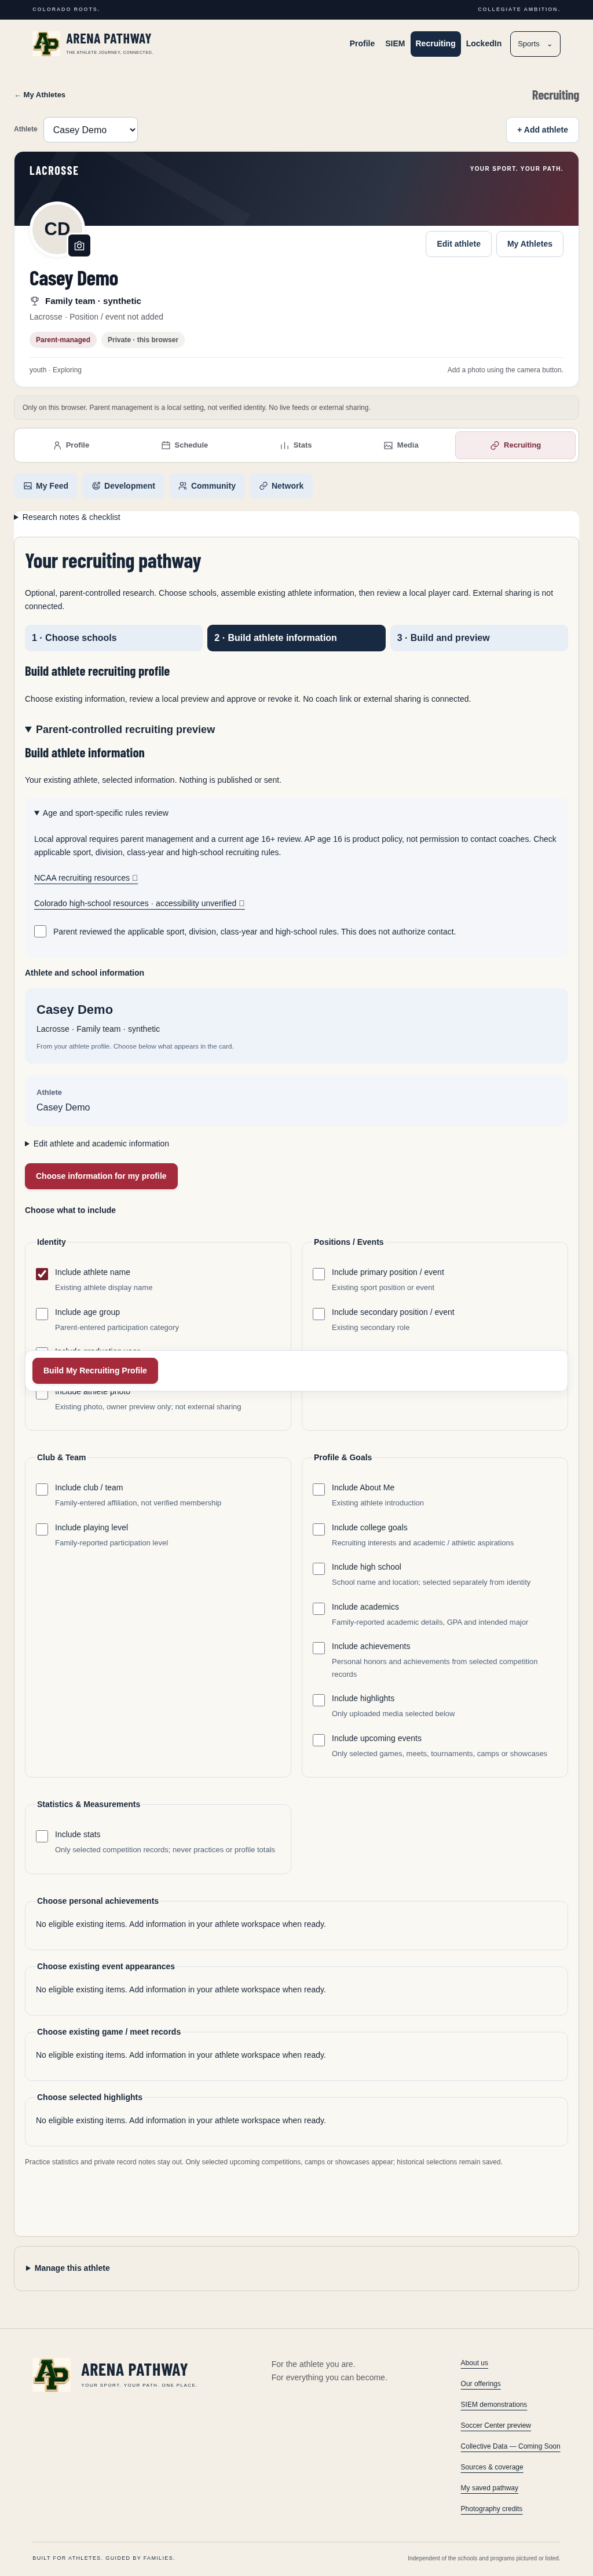 COLORADO ROOTS.
COLLEGIATE AMBITION.
AP
ARENA PATHWAY
THE ATHLETE JOURNEY, CONNECTED.
Profile
SIEM
Recruiting
LockedIn
Sports
← My Athletes
Recruiting
Athlete
Casey Demo
+ Add athlete
LACROSSE
YOUR SPORT. YOUR PATH.
CD
Edit athlete
My Athletes
Casey Demo
Family team · synthetic
Lacrosse · Position / event not added
Parent-managed
Private · this browser
youth · Exploring
Add a photo using the camera button.
Only on this browser. Parent management is a local setting, not verified identity. No live feeds or external sharing.
Profile
Schedule
Stats
Media
Recruiting
My Feed
Development
Community
Network
Research notes & checklist
Your recruiting pathway
Optional, parent-controlled research. Choose schools, assemble existing athlete information, then review a local player card. External sharing is not
connected.
1 · Choose schools
2 · Build athlete information
3 · Build and preview
Build athlete recruiting profile
Choose existing information, review a local preview and approve or revoke it. No coach link or external sharing is connected.
Parent-controlled recruiting preview
Build athlete information
Your existing athlete, selected information. Nothing is published or sent.
Age and sport-specific rules review
Local approval requires parent management and a current age 16+ review. AP age 16 is product policy, not permission to contact coaches. Check
applicable sport, division, class-year and high-school recruiting rules.
NCAA recruiting resources
Colorado high-school resources · accessibility unverified
Parent reviewed the applicable sport, division, class-year and high-school rules. This does not authorize contact.
Athlete and school information
Casey Demo
Lacrosse · Family team · synthetic
From your athlete profile. Choose below what appears in the card.
Athlete
Casey Demo
Edit athlete and academic information
Choose information for my profile
Choose what to include
Identity
Include athlete name
Existing athlete display name
Include age group
Parent-entered participation category
Positions / Events
Include primary position / event
Existing sport position or event
Include secondary position / event
Existing secondary role
Build My Recruiting Profile
Include athlete photo
Existing photo, owner preview only; not external sharing
Club & Team
Include club / team
Family-entered affiliation, not verified membership
Include playing level
Family-reported participation level
Profile & Goals
Include About Me
Existing athlete introduction
Include college goals
Recruiting interests and academic / athletic aspirations
Include high school
School name and location; selected separately from identity
Include academics
Family-reported academic details, GPA and intended major
Include achievements
Personal honors and achievements from selected competition
records
Include highlights
Only uploaded media selected below
Include upcoming events
Only selected games, meets, tournaments, camps or showcases
Statistics & Measurements
Include stats
Only selected competition records; never practices or profile totals
Choose personal achievements
No eligible existing items. Add information in your athlete workspace when ready.
Choose existing event appearances
No eligible existing items. Add information in your athlete workspace when ready.
Choose existing game / meet records
No eligible existing items. Add information in your athlete workspace when ready.
Choose selected highlights
No eligible existing items. Add information in your athlete workspace when ready.
Practice statistics and private record notes stay out. Only selected upcoming competitions, camps or showcases appear; historical selections remain saved.
Manage this athlete
AP
ARENA PATHWAY
YOUR SPORT. YOUR PATH. ONE PLACE.
For the athlete you are.
For everything you can become.
About us
Our offerings
SIEM demonstrations
Soccer Center preview
Collective Data — Coming Soon
Sources & coverage
My saved pathway
Photography credits
BUILT FOR ATHLETES. GUIDED BY FAMILIES.
Independent of the schools and programs pictured or listed.